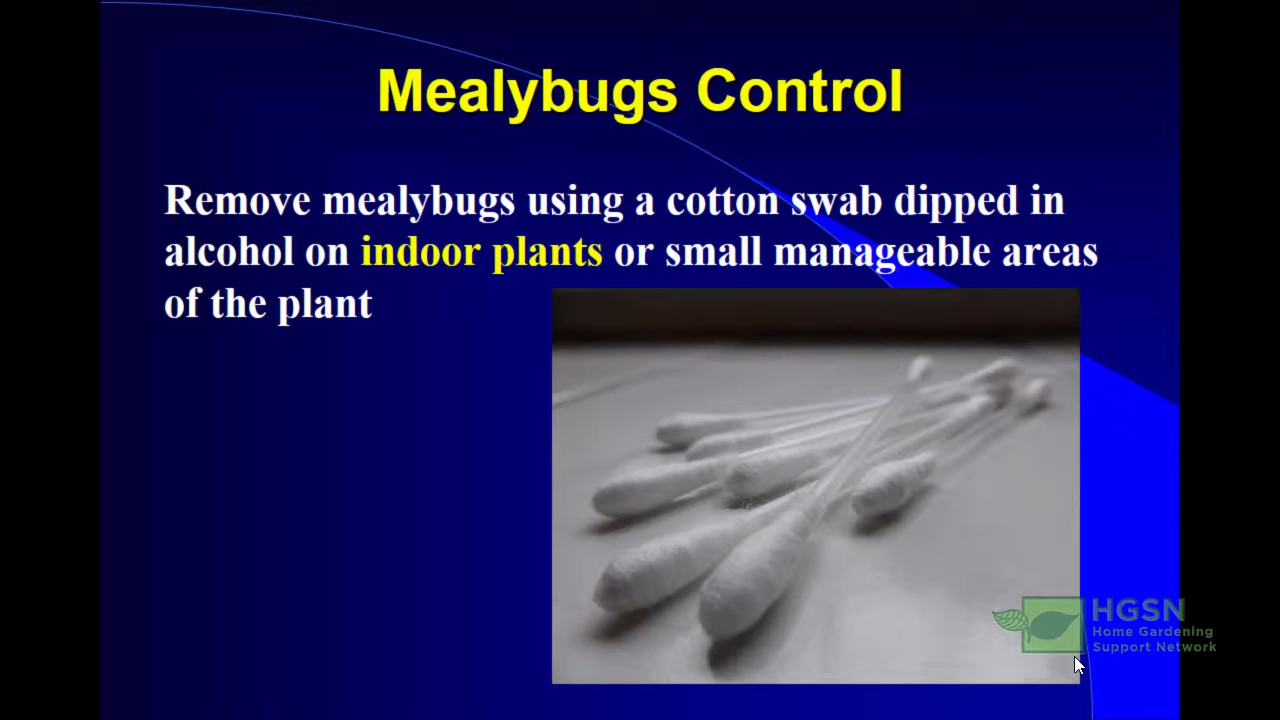 Mealybugs Control
Remove mealybugs using a cotton swab dipped in
alcohol on indoor plants or small manageable areas
of the plant
HGSN
Home Gardening
Support Network